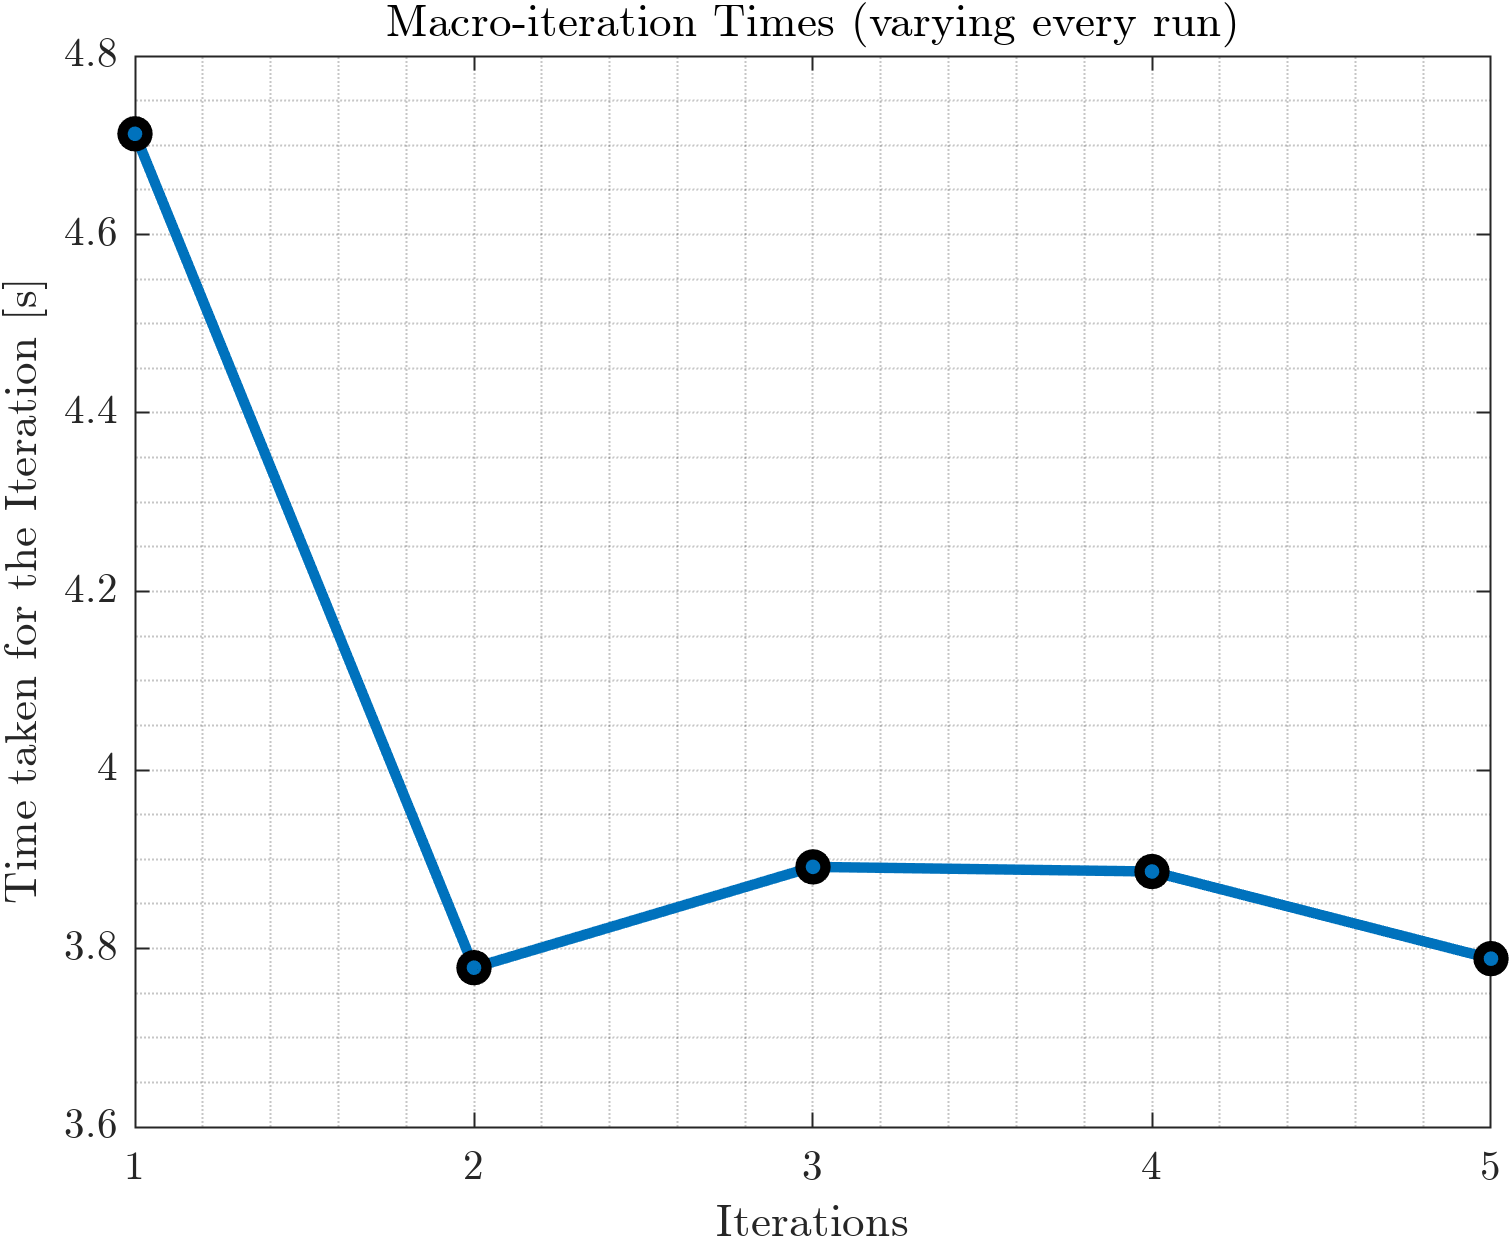 Macro-iteration Times (varying every run)
4.8
4.6
4.4
4.2
4
3.8
3.6
Time taken for the Iteration [s]
1 2 3 4 5
Iterations